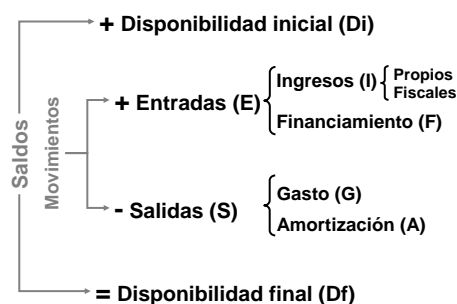 + Disponibilidad inicial (Di)
Saldos
Movimientos
+ Entradas (E)
Ingresos (I)
Propios
Fiscales
Financiamiento (F)
- Salidas (S)
Gasto (G)
Amortización (A)
= Disponibilidad final (Df)